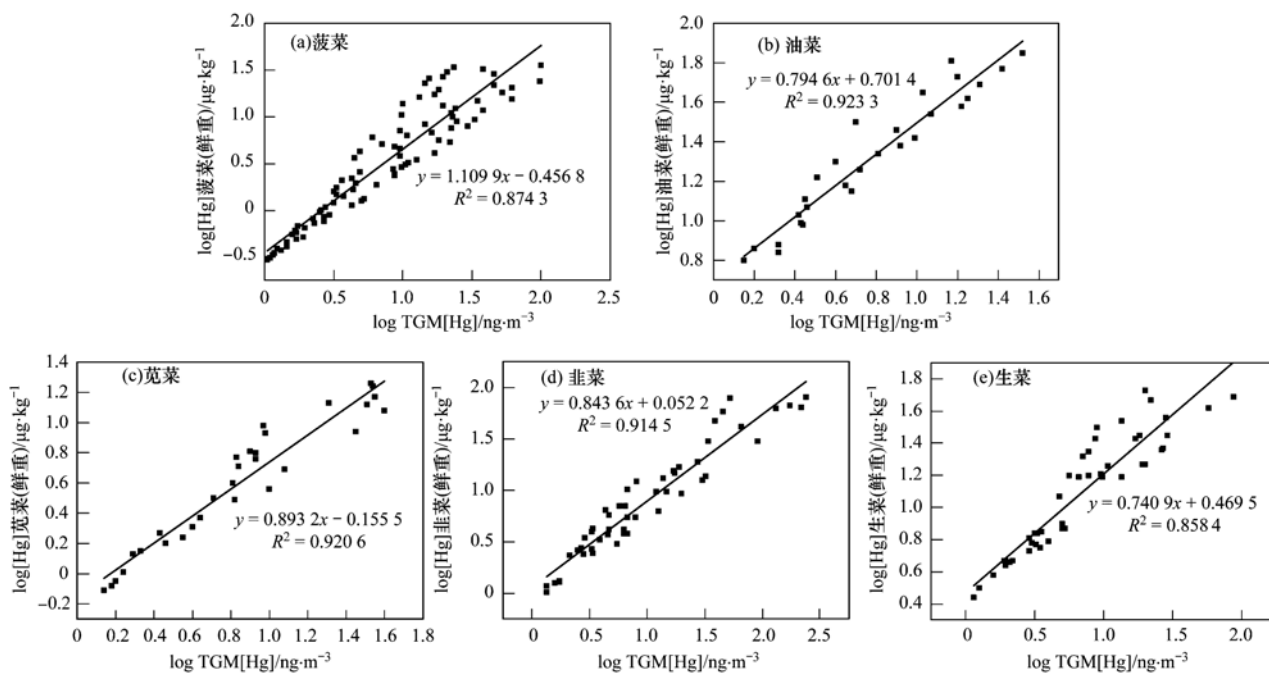 (a)菠菜
log[Hg]菠菜(鲜重)/μg·kg⁻¹
2.0
1.5
1.0
0.5
0
−0.5
y = 1.109 9x − 0.456 8
R² = 0.874 3
0 0.5 1.0 1.5 2.0 2.5
log TGM[Hg]/ng·m⁻³
(b) 油菜
log[Hg]油菜(鲜重)/μg·kg⁻¹
2.0
1.8
1.6
1.4
1.2
1.0
0.8
y = 0.794 6x + 0.701 4
R² = 0.923 3
0 0.2 0.4 0.6 0.8 1.0 1.2 1.4 1.6
log TGM[Hg]/ng·m⁻³
(c) 苋菜
log[Hg]苋菜(鲜重)/μg·kg⁻¹
1.4
1.2
1.0
0.8
0.6
0.4
0.2
0
−0.2
y = 0.893 2x − 0.155 5
R² = 0.920 6
0 0.2 0.4 0.6 0.8 1.0 1.2 1.4 1.6 1.8
log TGM[Hg]/ng·m⁻³
(d) 韭菜
log[Hg]韭菜(鲜重)/μg·kg⁻¹
2.0
1.5
1.0
0.5
0
y = 0.843 6x + 0.052 2
R² = 0.914 5
0 0.5 1.0 1.5 2.0 2.5
log TGM[Hg]/ng·m⁻³
(e)生菜
log[Hg]生菜(鲜重)/μg·kg⁻¹
1.8
1.6
1.4
1.2
1.0
0.8
0.6
0.4
y = 0.740 9x + 0.469 5
R² = 0.858 4
0 0.5 1.0 1.5 2.0
log TGM[Hg]/ng·m⁻³